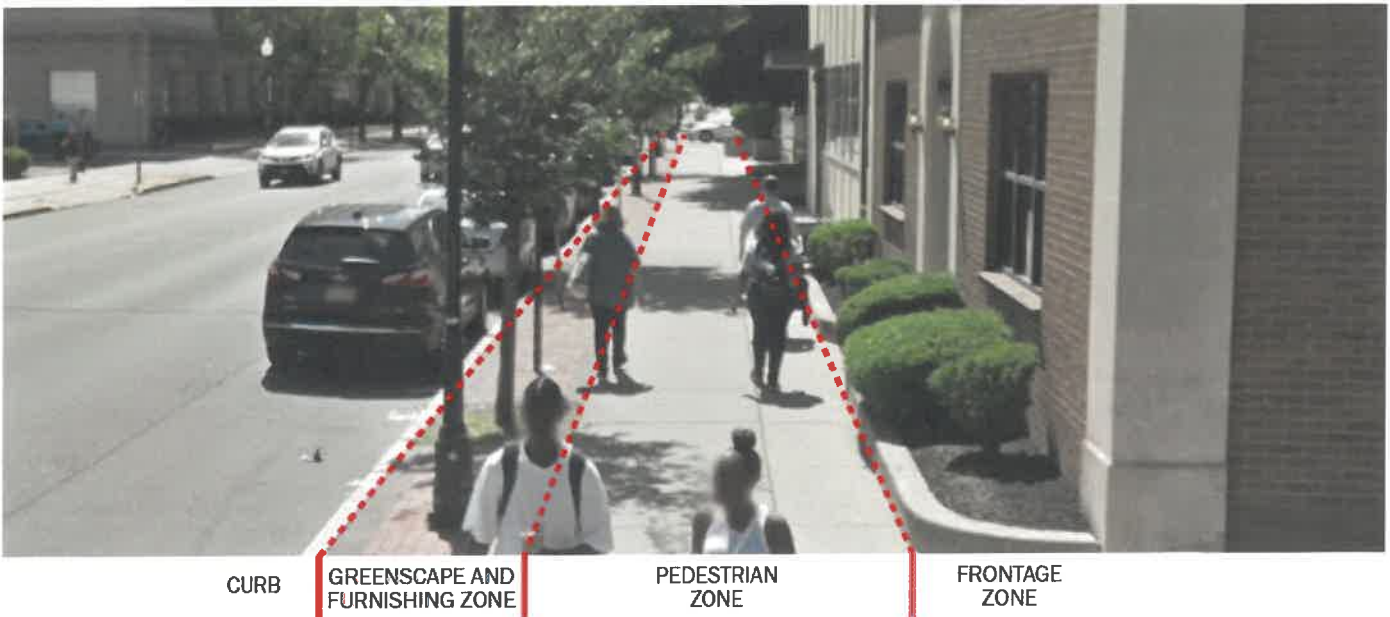 CURB
GREENSCAPE AND
FURNISHING ZONE
PEDESTRIAN
ZONE
FRONTAGE
ZONE